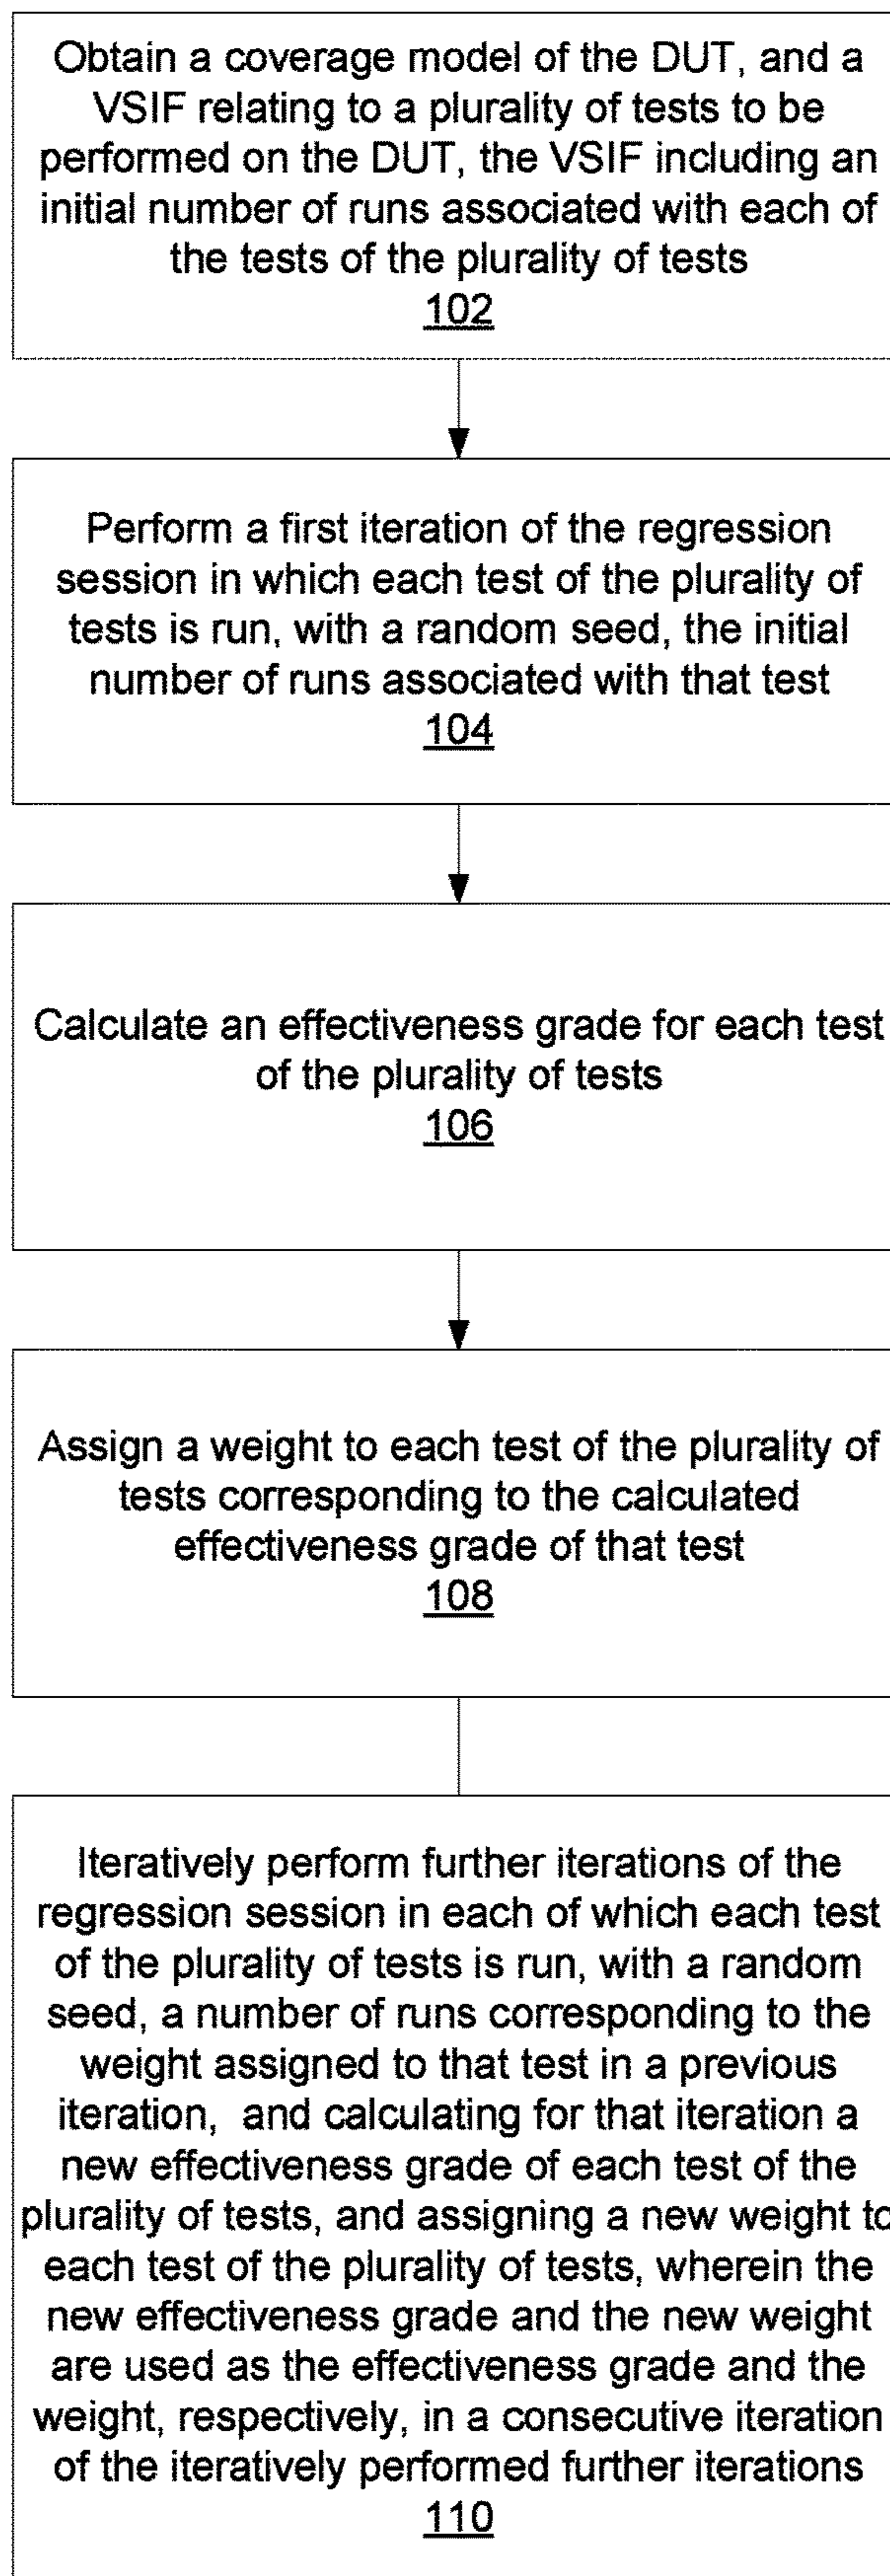 Obtain a coverage model of the DUT, and a
VSIF relating to a plurality of tests to be
performed on the DUT, the VSIF including an
initial number of runs associated with each of
the tests of the plurality of tests
102
Perform a first iteration of the regression
session in which each test of the plurality of
tests is run, with a random seed, the initial
number of runs associated with that test
104
Calculate an effectiveness grade for each test
of the plurality of tests
106
Assign a weight to each test of the plurality of
tests corresponding to the calculated
effectiveness grade of that test
108
Iteratively perform further iterations of the
regression session in each of which each test
of the plurality of tests is run, with a random
seed, a number of runs corresponding to the
weight assigned to that test in a previous
iteration, and calculating for that iteration a
new effectiveness grade of each test of the
plurality of tests, and assigning a new weight to
each test of the plurality of tests, wherein the
new effectiveness grade and the new weight
are used as the effectiveness grade and the
weight, respectively, in a consecutive iteration
of the iteratively performed further iterations
110